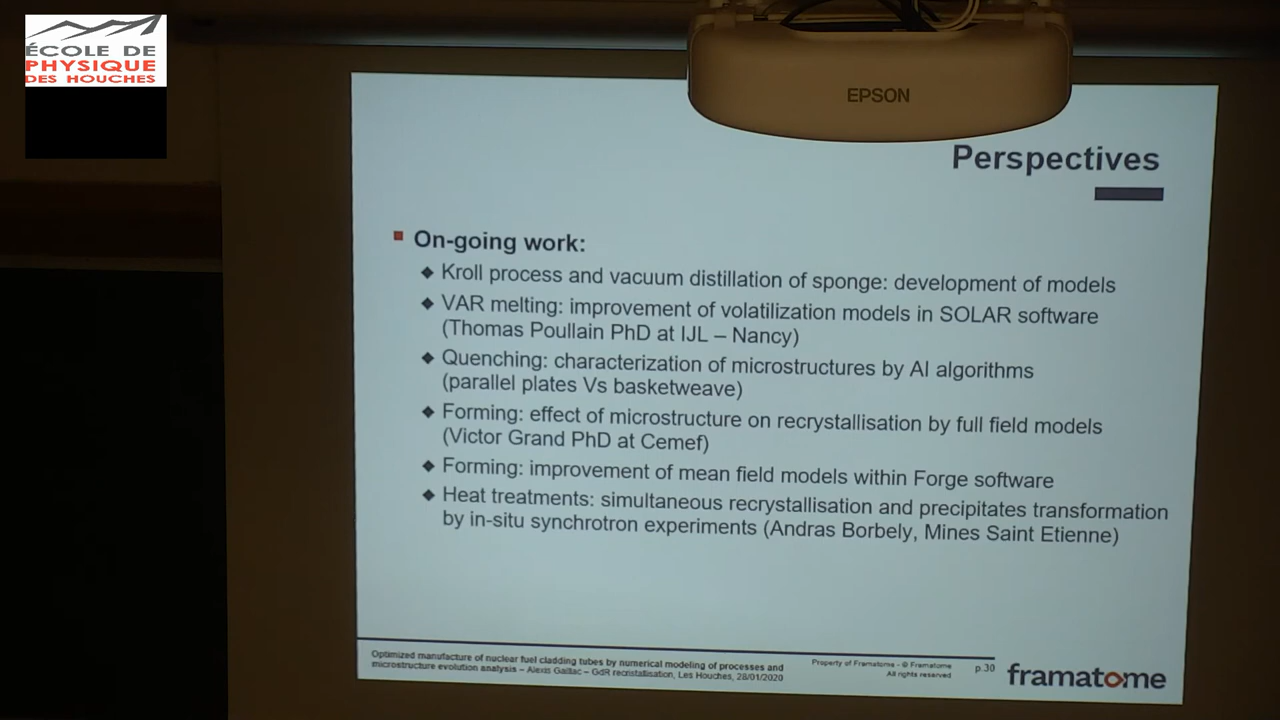 ÉCOLE DE
PHYSIQUE
DES HOUCHES
EPSON
Perspectives
On-going work:
Kroll process and vacuum distillation of sponge: development of models
VAR melting: improvement of volatilization models in SOLAR software
(Thomas Poullain PhD at IJL – Nancy)
Quenching: characterization of microstructures by AI algorithms
(parallel plates Vs basketweave)
Forming: effect of microstructure on recrystallisation by full field models
(Victor Grand PhD at Cemef)
Forming: improvement of mean field models within Forge software
Heat treatments: simultaneous recrystallisation and precipitates transformation
by in-situ synchrotron experiments (Andras Borbely, Mines Saint Etienne)
Optimized manufacture of nuclear fuel cladding tubes by numerical modeling of processes and
microstructure evolution analysis – Alexis Gaillac – GdR recristallisation, Les Houches, 28/01/2020
Property of Framatome - © Framatome
All rights reserved
p.30
framatome